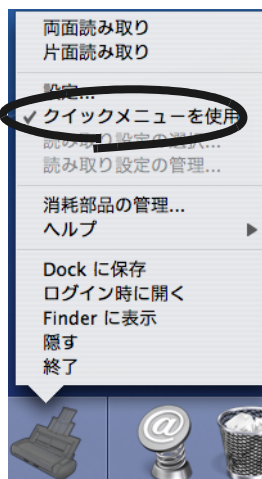 両面読み取り
片面読み取り
設定...
クイックメニューを使用
読み取り設定の選択...
読み取り設定の管理...
消耗部品の管理...
ヘルプ
Dock に保存
ログイン時に開く
Finder に表示
隠す
終了
@